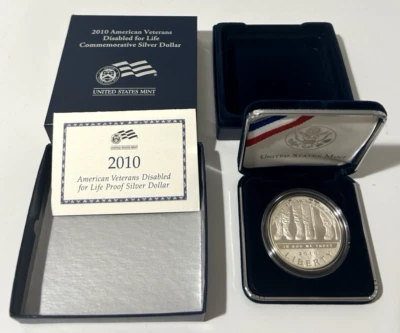 2010 American Veterans
Disabled for Life
Commemorative Silver Dollar
UNITED STATES MINT
2010
American Veterans Disabled
for Life Proof Silver Dollar
United States Mint
IN GOD WE TRUST
2010
LIBERTY